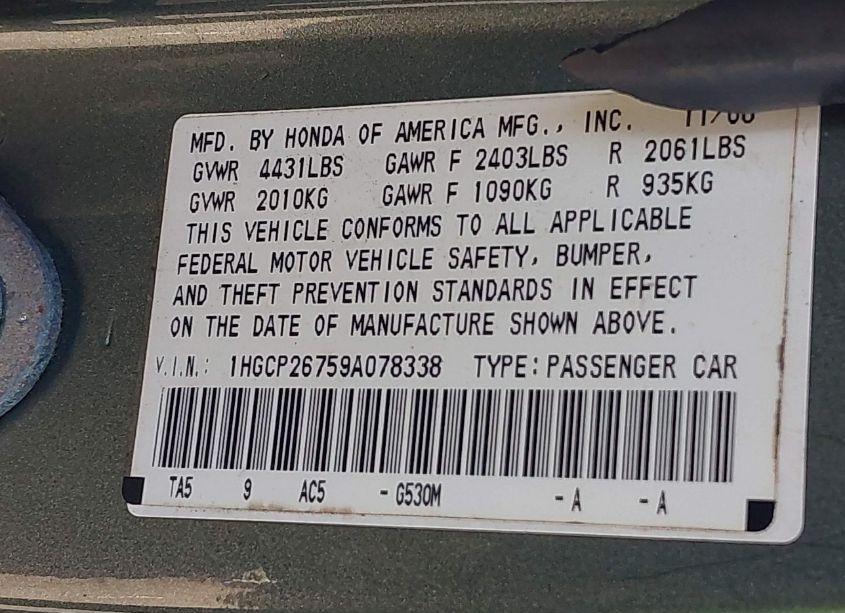 MFD. BY HONDA OF AMERICA MFG., INC.
GVWR 4431LBS GAWR F 2403LBS R 2061LBS
GVWR 2010KG GAWR F 1090KG R 935KG
THIS VEHICLE CONFORMS TO ALL APPLICABLE
FEDERAL MOTOR VEHICLE SAFETY, BUMPER,
AND THEFT PREVENTION STANDARDS IN EFFECT
ON THE DATE OF MANUFACTURE SHOWN ABOVE.
V.I.N.: 1HGCP26759A078338 TYPE: PASSENGER CAR
TA5 9 AC5 - G530M - A - A